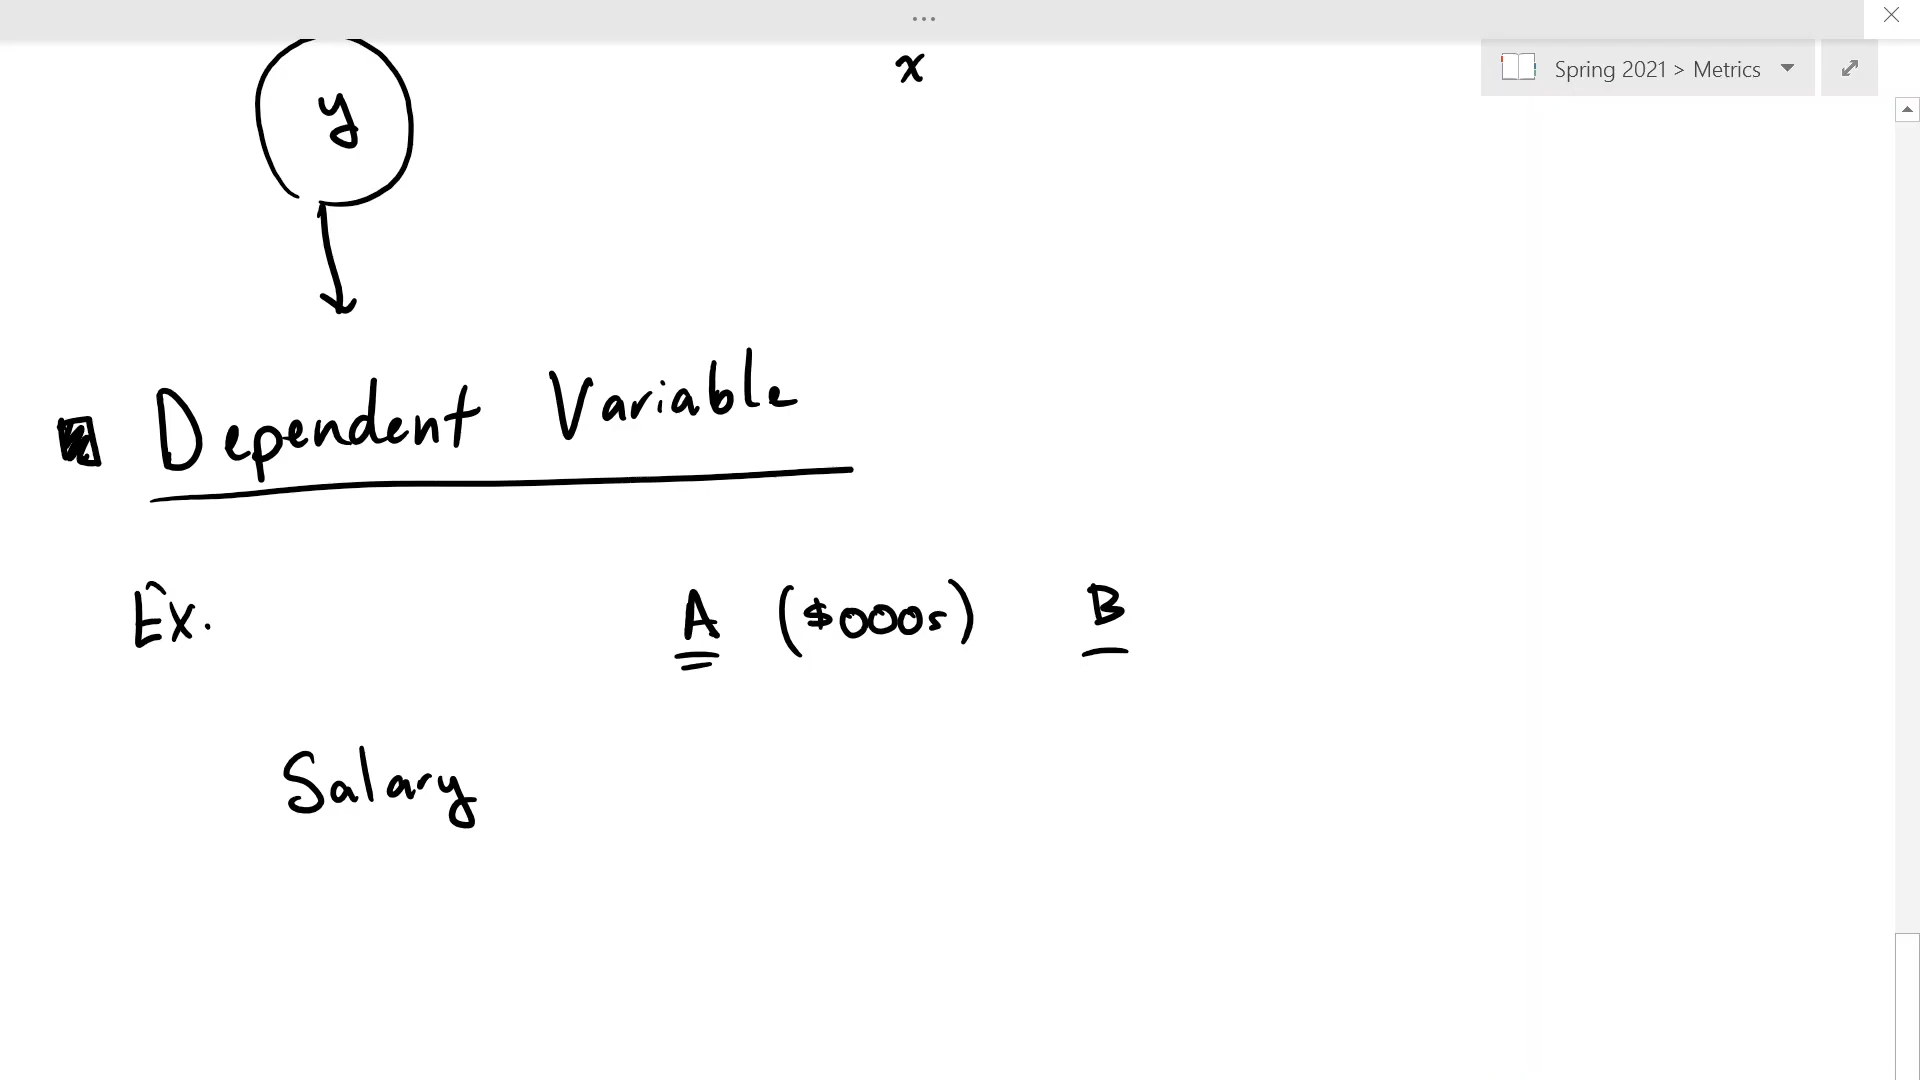 ...
x
Spring 2021 > Metrics
y
Dependent Variable
Ex. A ($000s) B
Salary